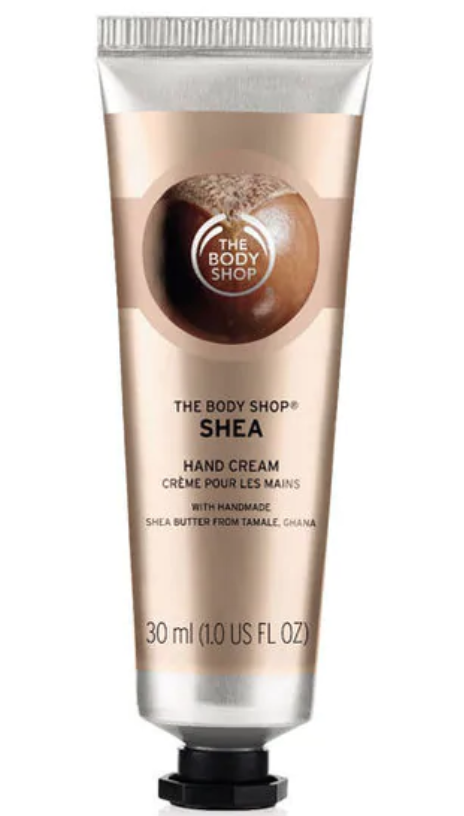 THE
BODY
SHOP
THE BODY SHOP®
SHEA
HAND CREAM
CRÈME POUR LES MAINS
WITH HANDMADE
SHEA BUTTER FROM TAMALE, GHANA
30 ml (1.0 US FL OZ)